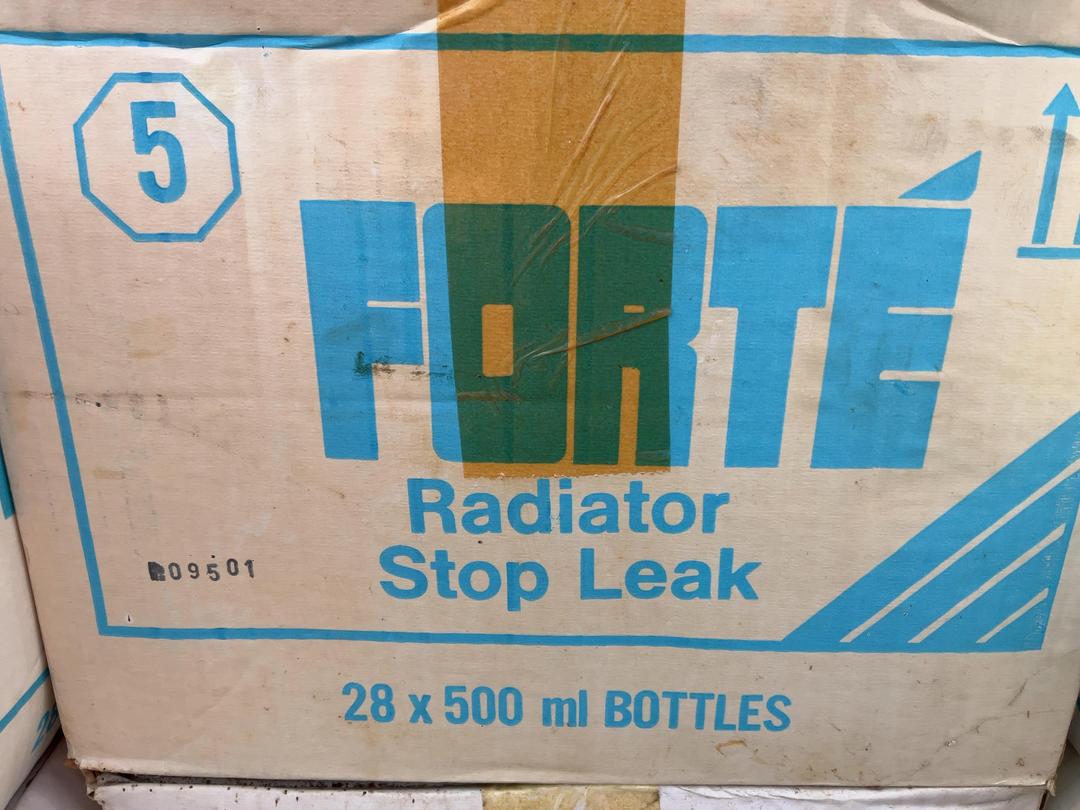 5
FORTÉ
Radiator
Stop Leak
09501
28 x 500 ml BOTTLES